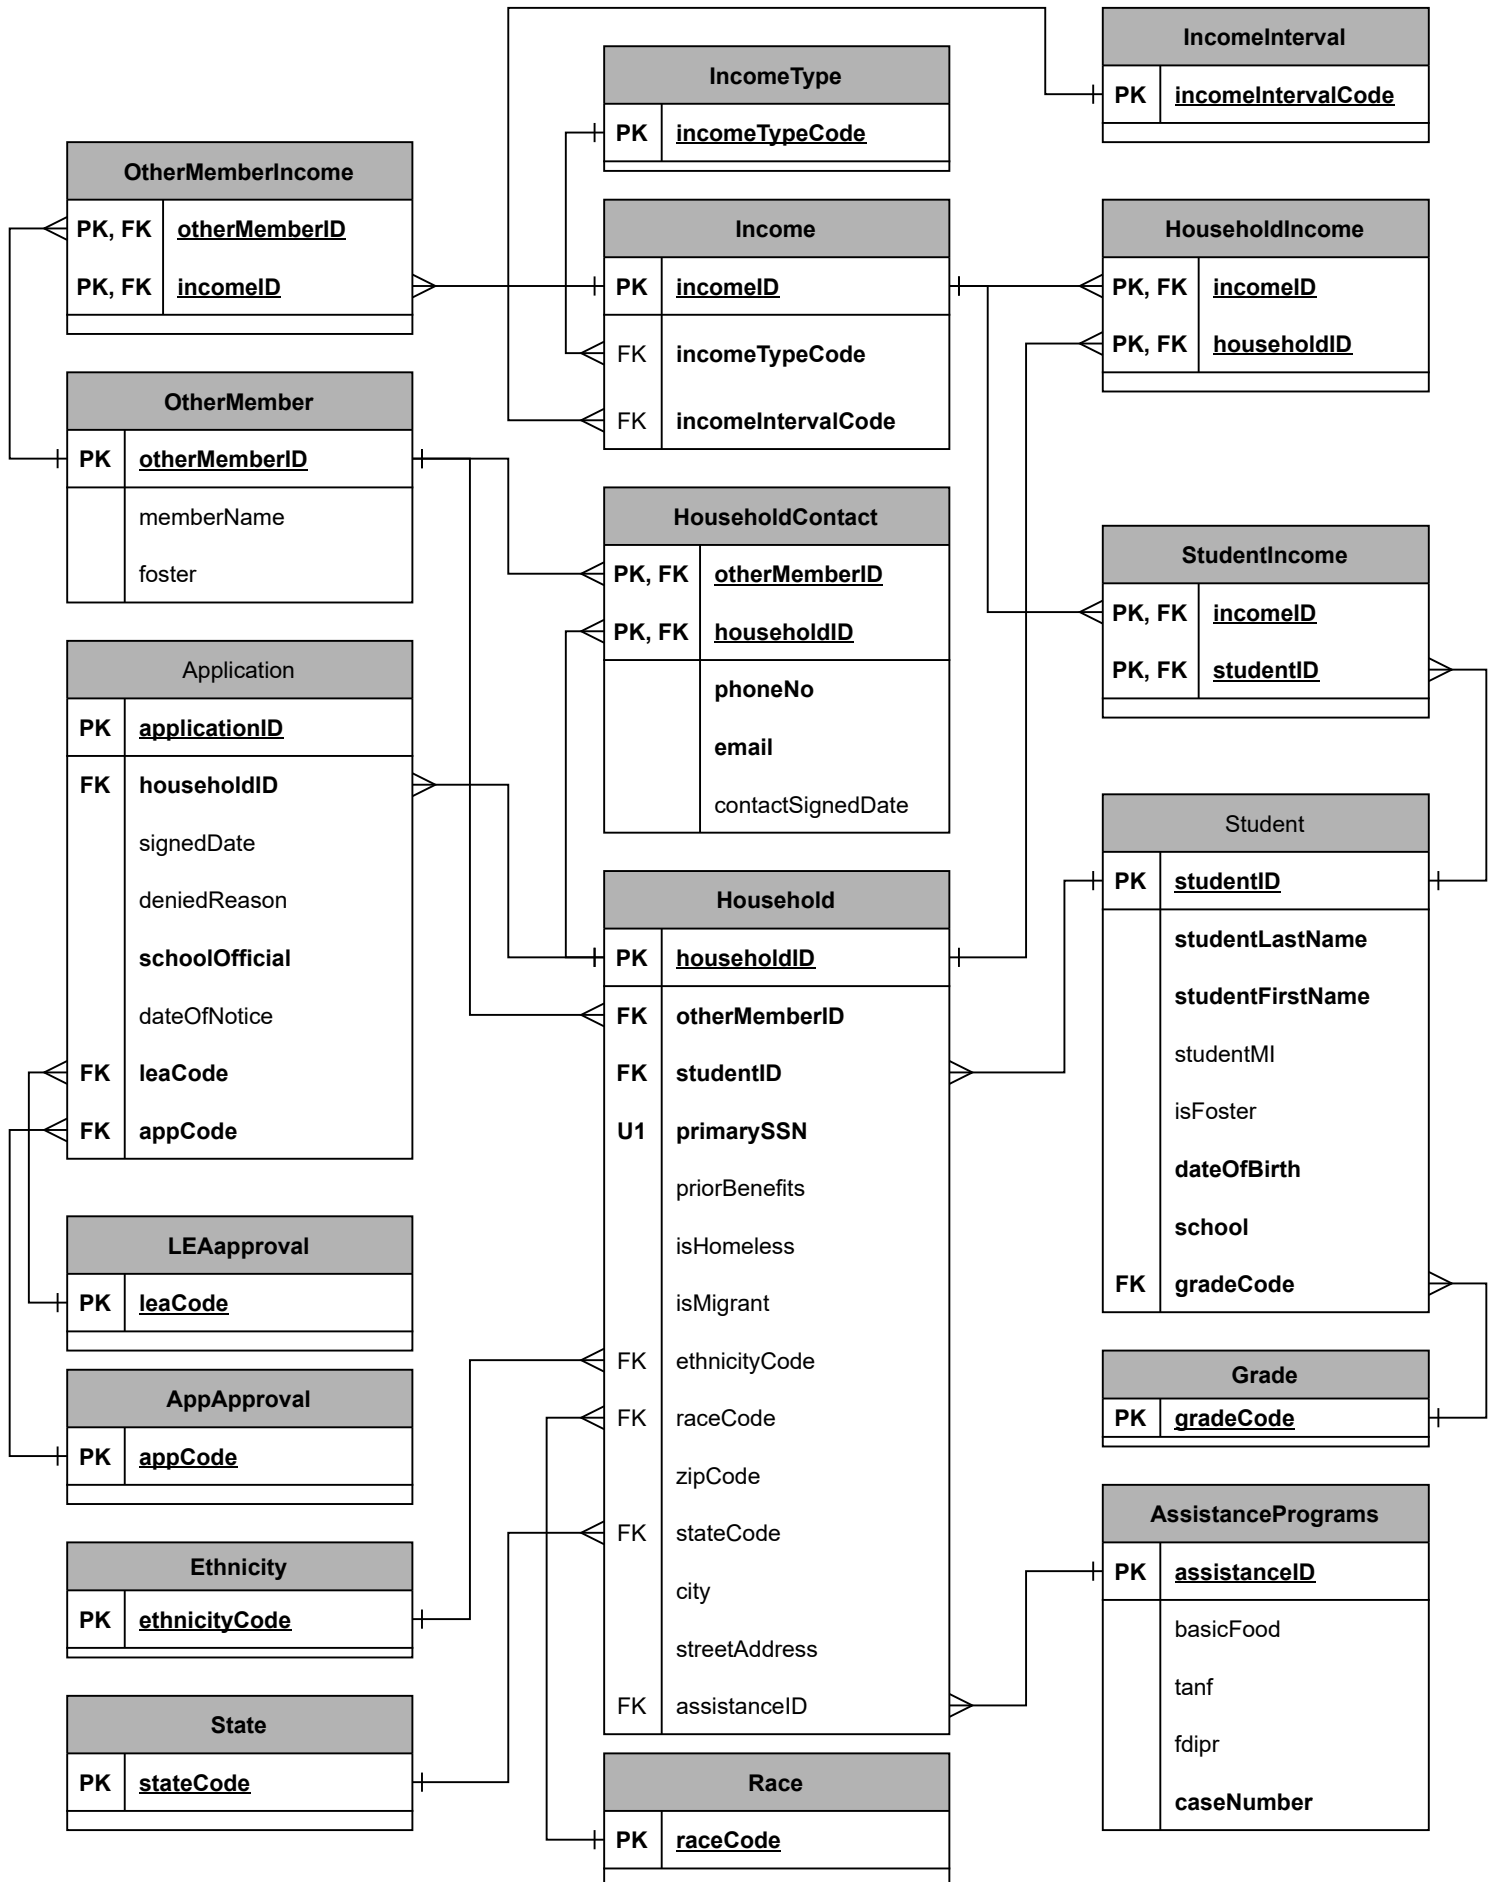 IncomeInterval
PK incomeIntervalCode
IncomeType
PK incomeTypeCode
OtherMemberIncome
PK, FK otherMemberID
PK, FK incomeID
Income
PK incomeID
FK incomeTypeCode
FK incomeIntervalCode
HouseholdIncome
PK, FK incomeID
PK, FK householdID
OtherMember
PK otherMemberID
memberName
foster
HouseholdContact
PK, FK otherMemberID
PK, FK householdID
phoneNo
email
contactSignedDate
StudentIncome
PK, FK incomeID
PK, FK studentID
Application
PK applicationID
FK householdID
signedDate
deniedReason
schoolOfficial
dateOfNotice
FK leaCode
FK appCode
Household
PK householdID
FK otherMemberID
FK studentID
U1 primarySSN
priorBenefits
isHomeless
isMigrant
FK ethnicityCode
FK raceCode
zipCode
FK stateCode
city
streetAddress
FK assistanceID
Student
PK studentID
studentLastName
studentFirstName
studentMI
isFoster
dateOfBirth
school
FK gradeCode
LEAapproval
PK leaCode
AppApproval
PK appCode
Grade
PK gradeCode
Ethnicity
PK ethnicityCode
AssistancePrograms
PK assistanceID
basicFood
tanf
fdipr
caseNumber
State
PK stateCode
Race
PK raceCode